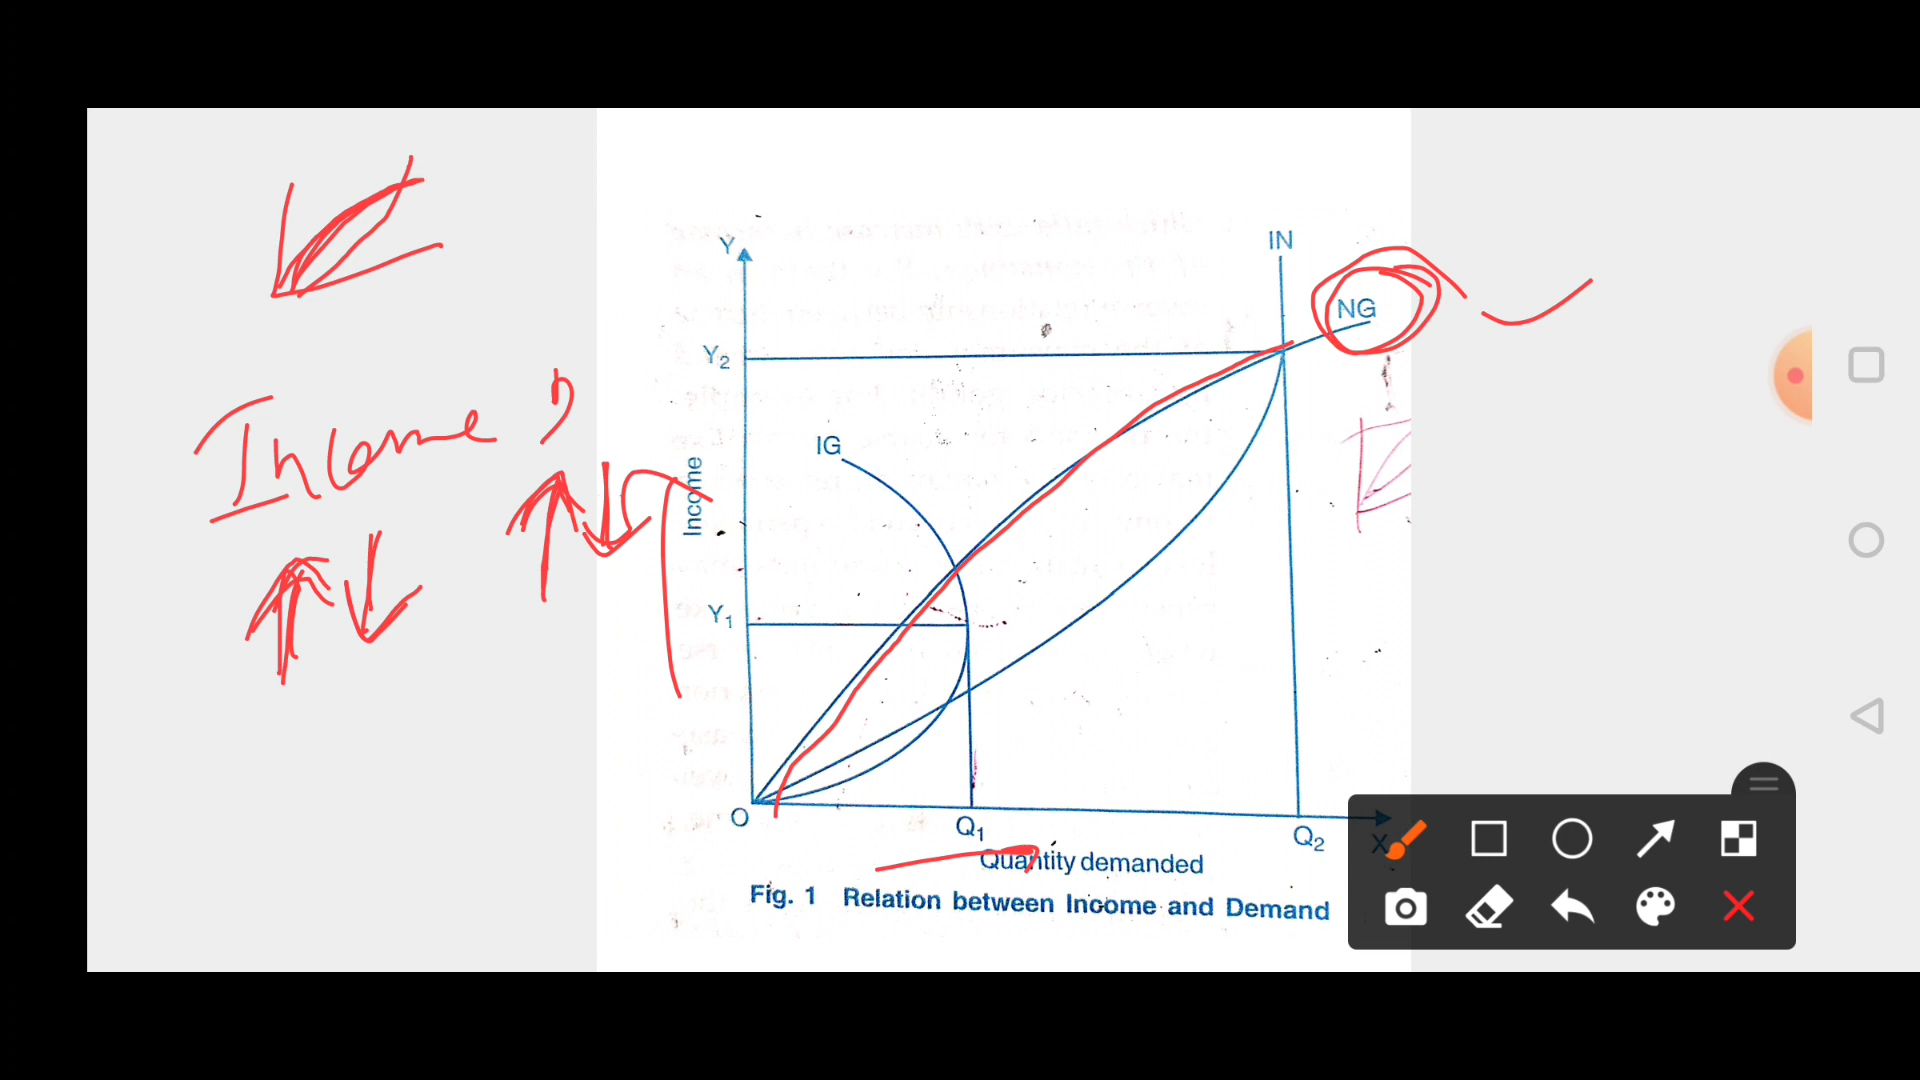 Y
IN
NG
Y2
IG
Income
Income
Y1
O
Q1
Q2
X
Quantity demanded
Fig. 1 Relation between Income and Demand